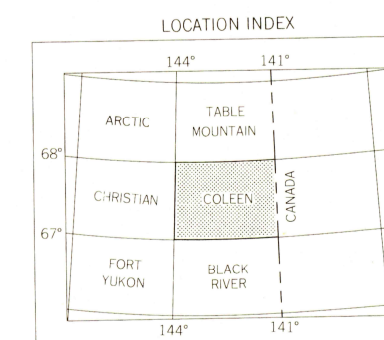 LOCATION INDEX
144° 141°
ARCTIC
TABLE
MOUNTAIN
68°
CHRISTIAN
COLEEN
CANADA
67°
FORT
YUKON
BLACK
RIVER
144° 141°